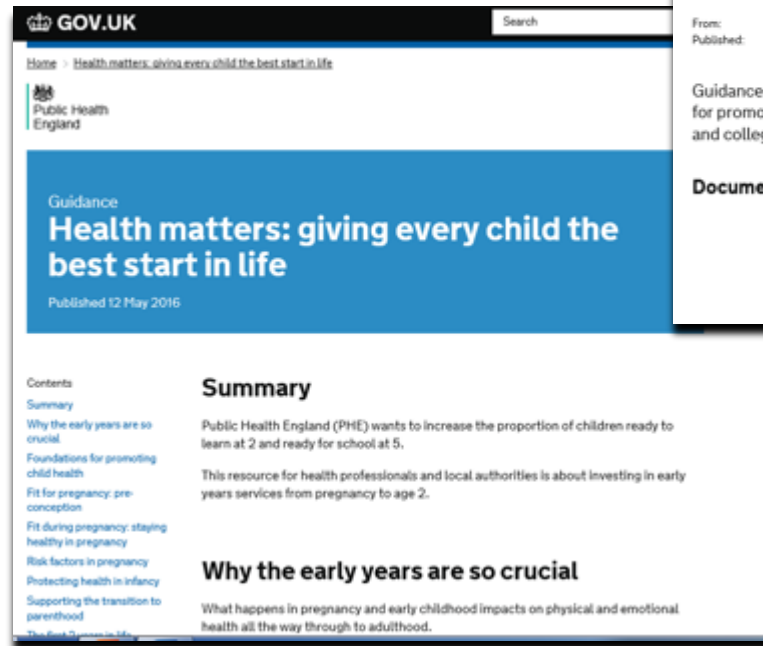 GOV.UK
Search
Home > Health matters: giving every child the best start in life
Public Health
England
Guidance
Health matters: giving every child the
best start in life
Published 12 May 2016
Contents
Summary
Why the early years are so
crucial
Foundations for promoting
child health
Fit for pregnancy: pre-
conception
Fit during pregnancy: staying
healthy in pregnancy
Risk factors in pregnancy
Protecting health in infancy
Supporting the transition to
parenthood
The first 2 years in life
Summary
Public Health England (PHE) wants to increase the proportion of children ready to
learn at 2 and ready for school at 5.
This resource for health professionals and local authorities is about investing in early
years services from pregnancy to age 2.
Why the early years are so crucial
What happens in pregnancy and early childhood impacts on physical and emotional
health all the way through to adulthood.
From:
Published:
Guidance
for promo
and colleg
Docume